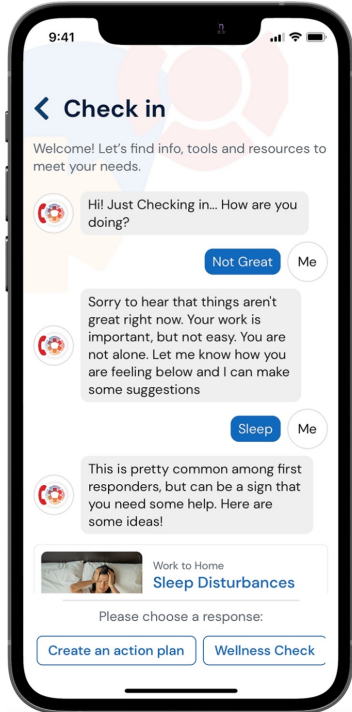 9:41
Check in
Welcome! Let's find info, tools and resources to
meet your needs.
Hi! Just Checking in... How are you
doing?
Not Great
Me
Sorry to hear that things aren't
great right now. Your work is
important, but not easy. You are
not alone. Let me know how you
are feeling below and I can make
some suggestions
Sleep
Me
This is pretty common among first
responders, but can be a sign that
you need some help. Here are
some ideas!
Work to Home
Sleep Disturbances
Please choose a response:
Create an action plan
Wellness Check